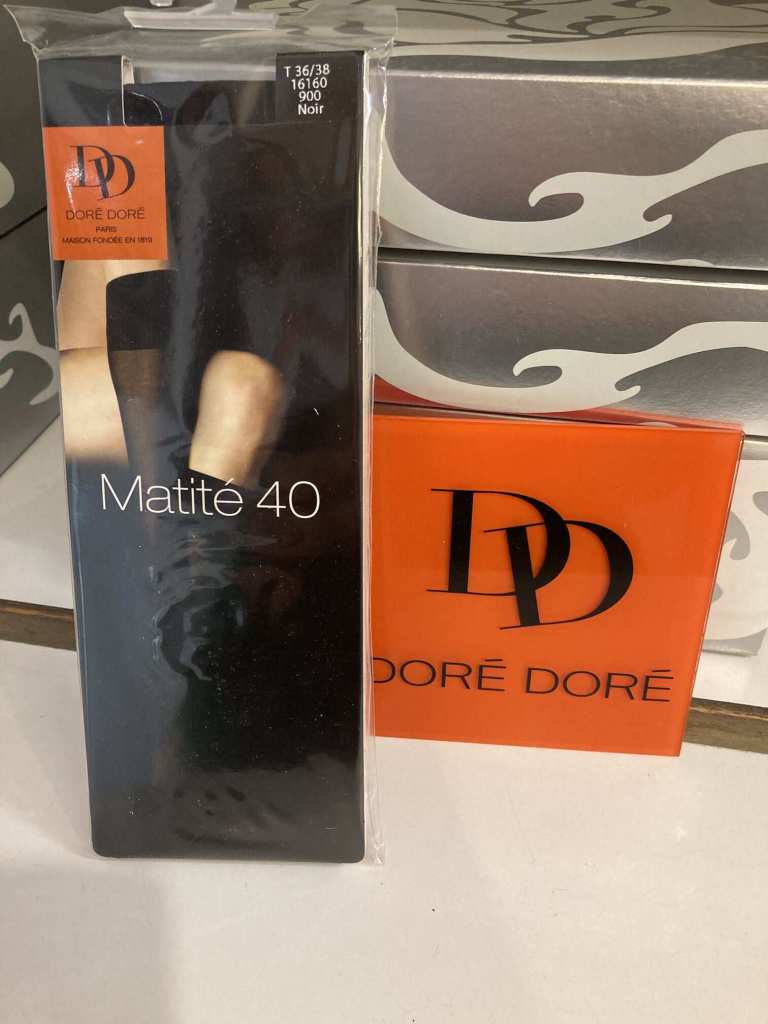 T 36/38
16160
900
Noir
DD
DORÉ DORÉ
PARIS
MAISON FONDÉE EN 1819
Matité 40
DD
DORÉ DORÉ